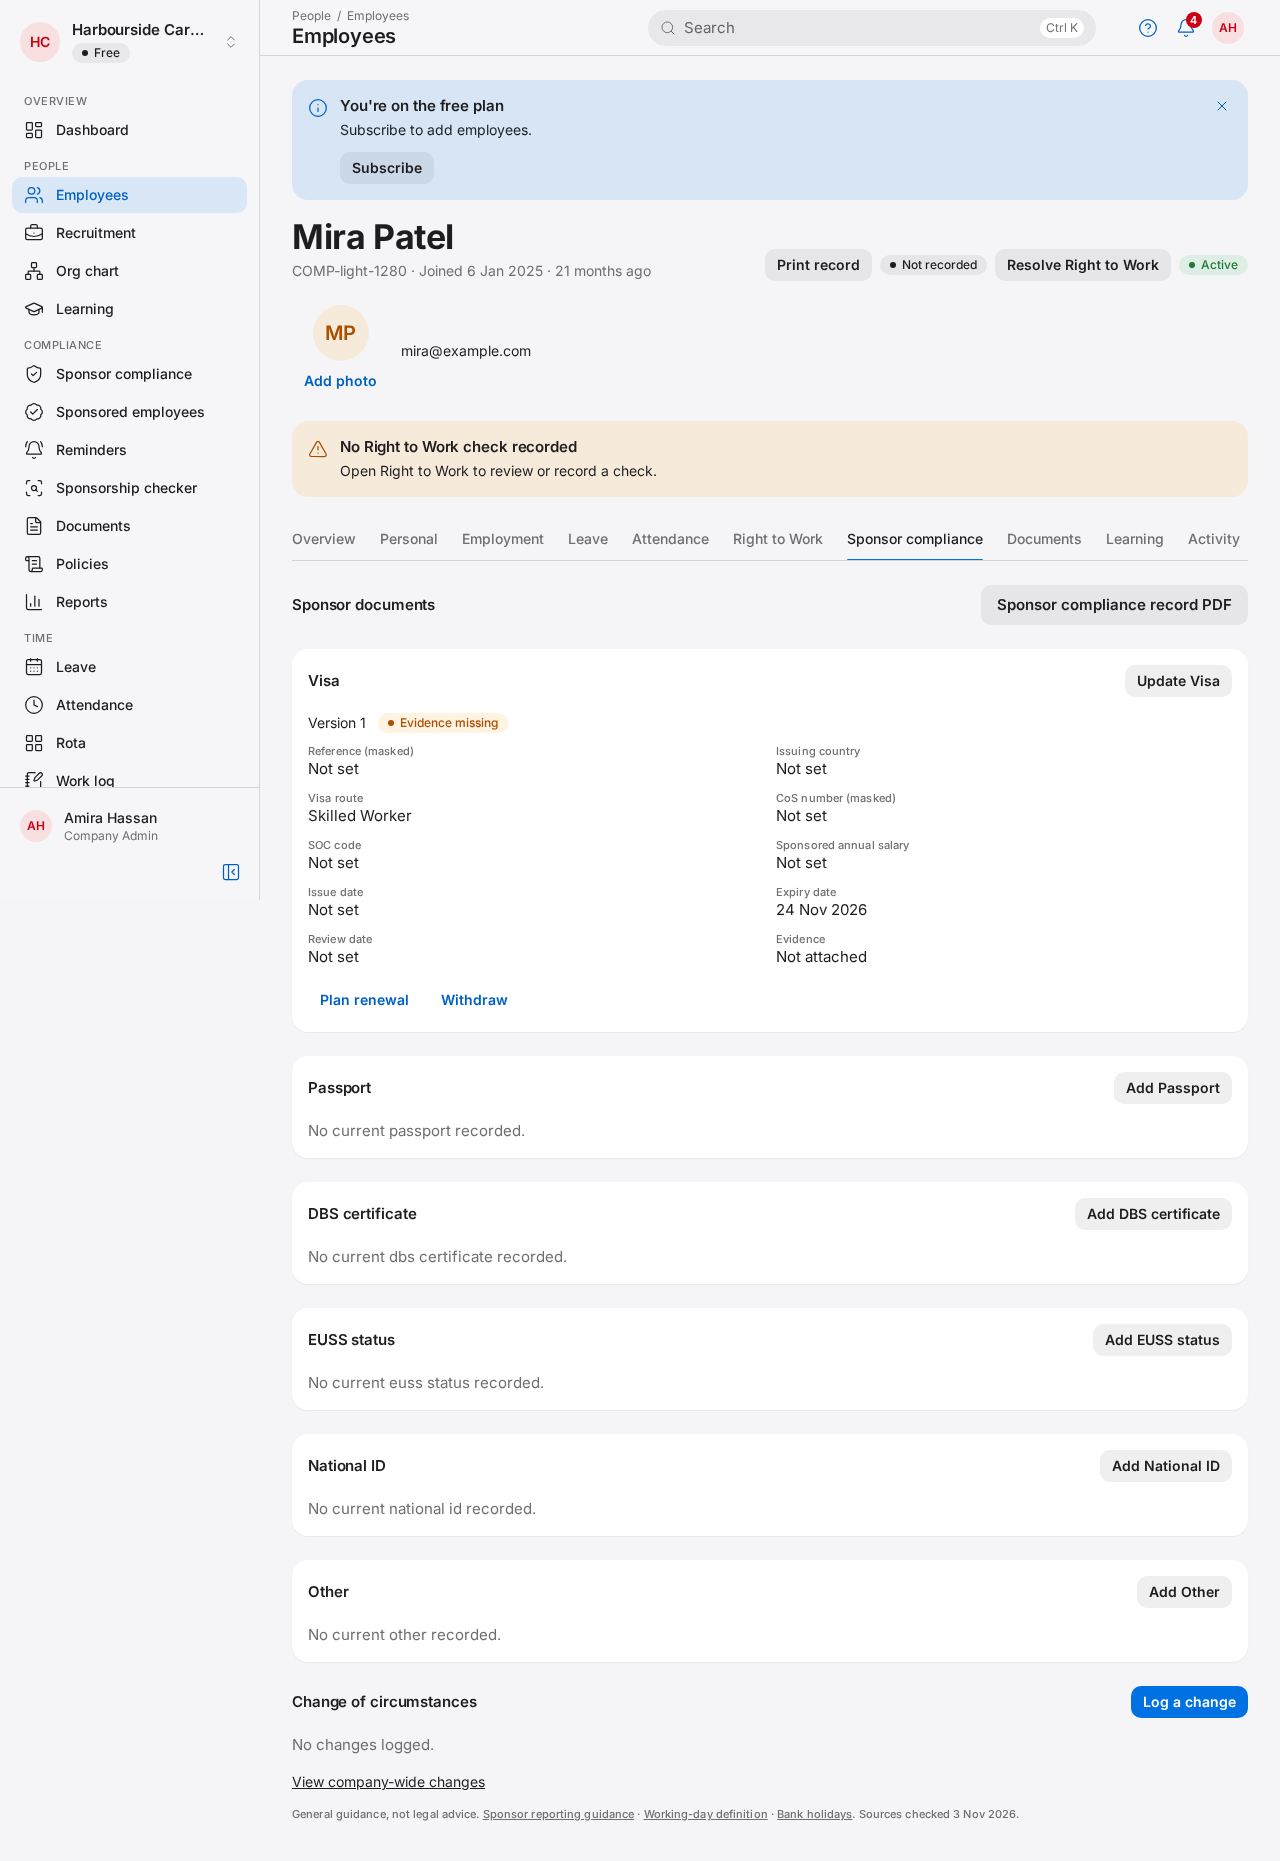 HC
Harbourside Car...
Free
OVERVIEW
Dashboard
PEOPLE
Employees
Recruitment
Org chart
Learning
COMPLIANCE
Sponsor compliance
Sponsored employees
Reminders
Sponsorship checker
Documents
Policies
Reports
TIME
Leave
Attendance
Rota
Work log
AH
Amira Hassan
Company Admin
People / Employees
Employees
Search
Ctrl K
4
AH
You're on the free plan
Subscribe to add employees.
Subscribe
Mira Patel
COMP-light-1280 · Joined 6 Jan 2025 · 21 months ago
Print record
Not recorded
Resolve Right to Work
Active
MP
Add photo
mira@example.com
No Right to Work check recorded
Open Right to Work to review or record a check.
Overview Personal Employment Leave Attendance Right to Work Sponsor compliance Documents Learning Activity
Sponsor documents
Sponsor compliance record PDF
Visa
Update Visa
Version 1
Evidence missing
Reference (masked)
Not set
Issuing country
Not set
Visa route
Skilled Worker
CoS number (masked)
Not set
SOC code
Not set
Sponsored annual salary
Not set
Issue date
Not set
Expiry date
24 Nov 2026
Review date
Not set
Evidence
Not attached
Plan renewal
Withdraw
Passport
Add Passport
No current passport recorded.
DBS certificate
Add DBS certificate
No current dbs certificate recorded.
EUSS status
Add EUSS status
No current euss status recorded.
National ID
Add National ID
No current national id recorded.
Other
Add Other
No current other recorded.
Change of circumstances
Log a change
No changes logged.
View company-wide changes
General guidance, not legal advice. Sponsor reporting guidance · Working-day definition · Bank holidays. Sources checked 3 Nov 2026.